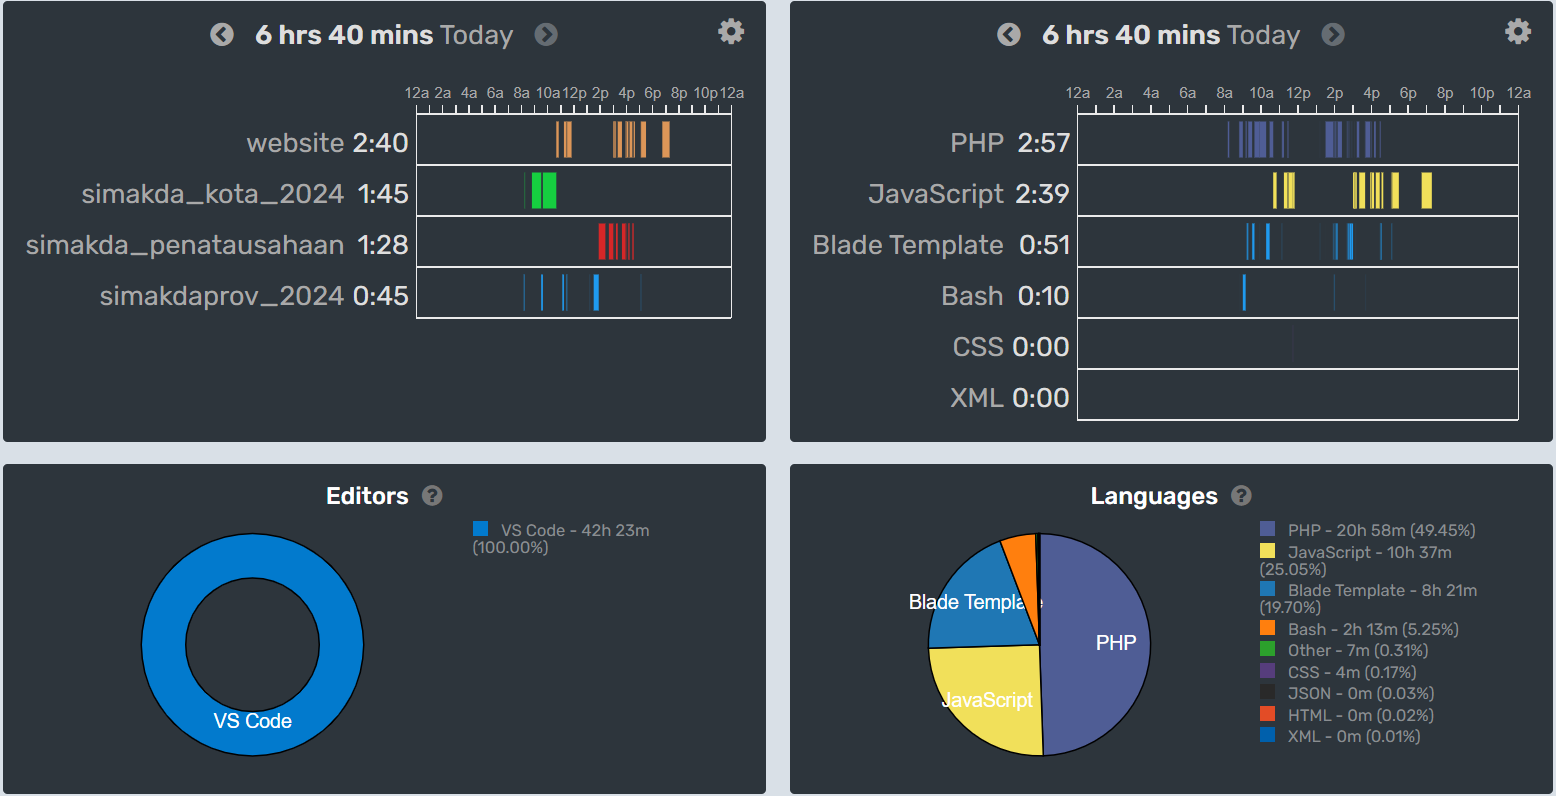 6 hrs 40 mins Today
12a 2a 4a 6a 8a 10a 12p 2p 4p 6p 8p 10p 12a
website 2:40
simakda_kota_2024 1:45
simakda_penatausahaan 1:28
simakdaprov_2024 0:45
6 hrs 40 mins Today
12a 2a 4a 6a 8a 10a 12p 2p 4p 6p 8p 10p 12a
PHP 2:57
JavaScript 2:39
Blade Template 0:51
Bash 0:10
CSS 0:00
XML 0:00
Editors ?
VS Code - 42h 23m
(100.00%)
VS Code
Languages ?
PHP - 20h 58m (49.45%)
JavaScript - 10h 37m
(25.05%)
Blade Template - 8h 21m
(19.70%)
Bash - 2h 13m (5.25%)
Other - 7m (0.31%)
CSS - 4m (0.17%)
JSON - 0m (0.03%)
HTML - 0m (0.02%)
XML - 0m (0.01%)
Blade Template
PHP
JavaScript